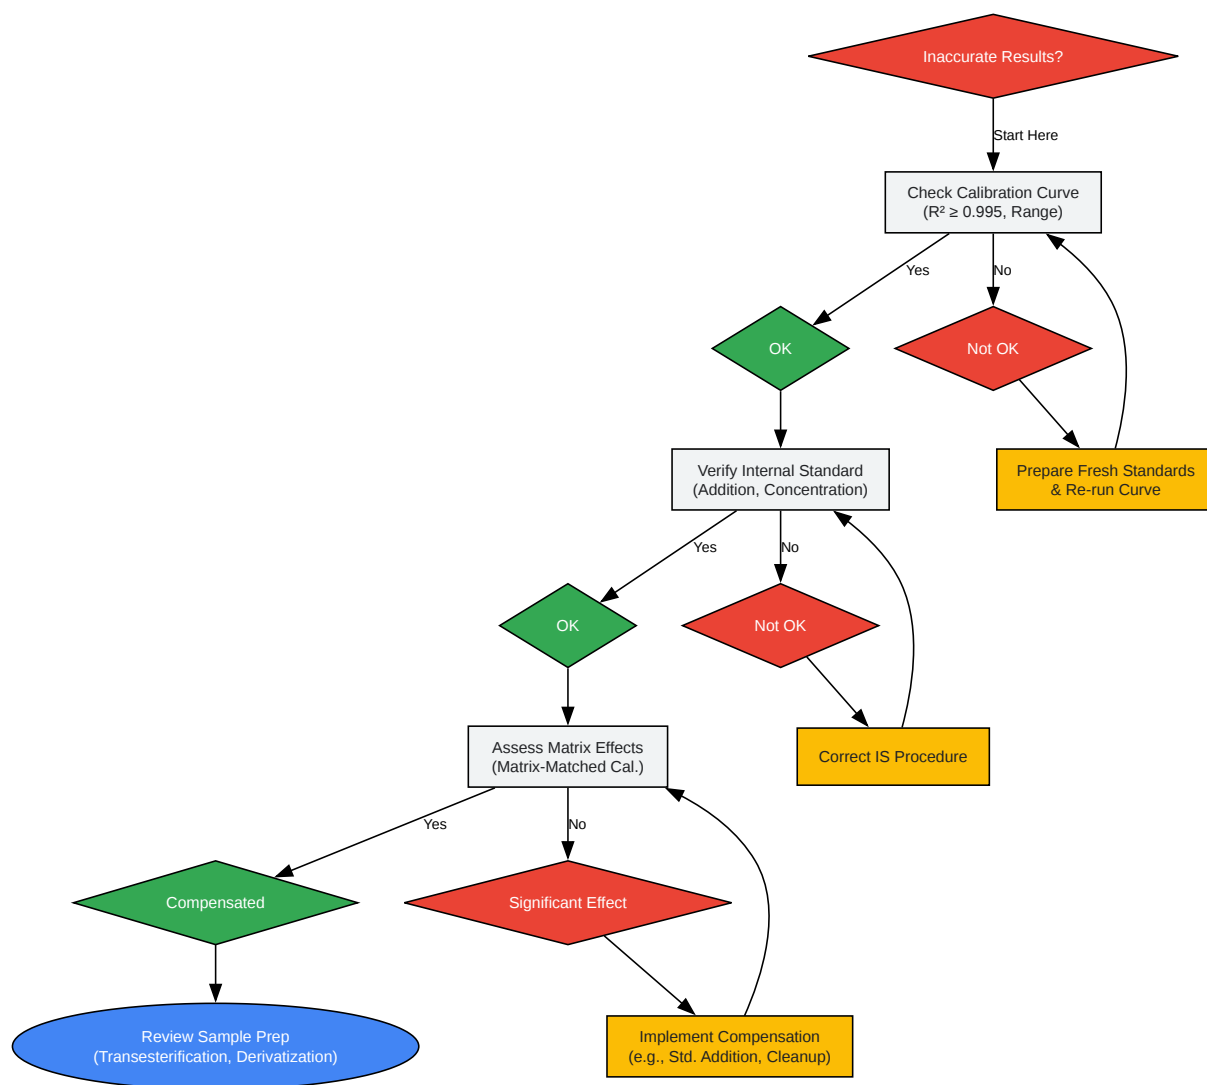 Inaccurate Results?
Start Here
Check Calibration Curve
(R² ≥ 0.995, Range)
Yes
No
OK
Not OK
Verify Internal Standard
(Addition, Concentration)
Prepare Fresh Standards
& Re-run Curve
Yes
No
OK
Not OK
Assess Matrix Effects
(Matrix-Matched Cal.)
Correct IS Procedure
Yes
No
Compensated
Significant Effect
Review Sample Prep
(Transesterification, Derivatization)
Implement Compensation
(e.g., Std. Addition, Cleanup)